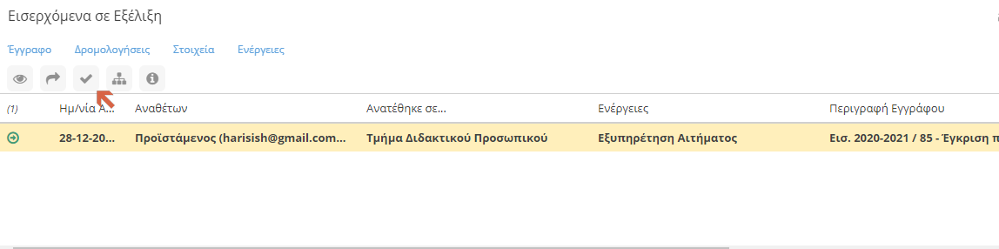 Εισερχόμενα σε Εξέλιξη
Έγγραφο Δρομολογήσεις Στοιχεία Ενέργειες
(1) Ημ/νία Α... Αναθέτων Ανατέθηκε σε... Ενέργειες Περιγραφή Εγγράφου
28-12-20... Προϊστάμενος (harisish@gmail.com... Τμήμα Διδακτικού Προσωπικού Εξυπηρέτηση Αιτήματος Εισ. 2020-2021 / 85 - Έγκριση π